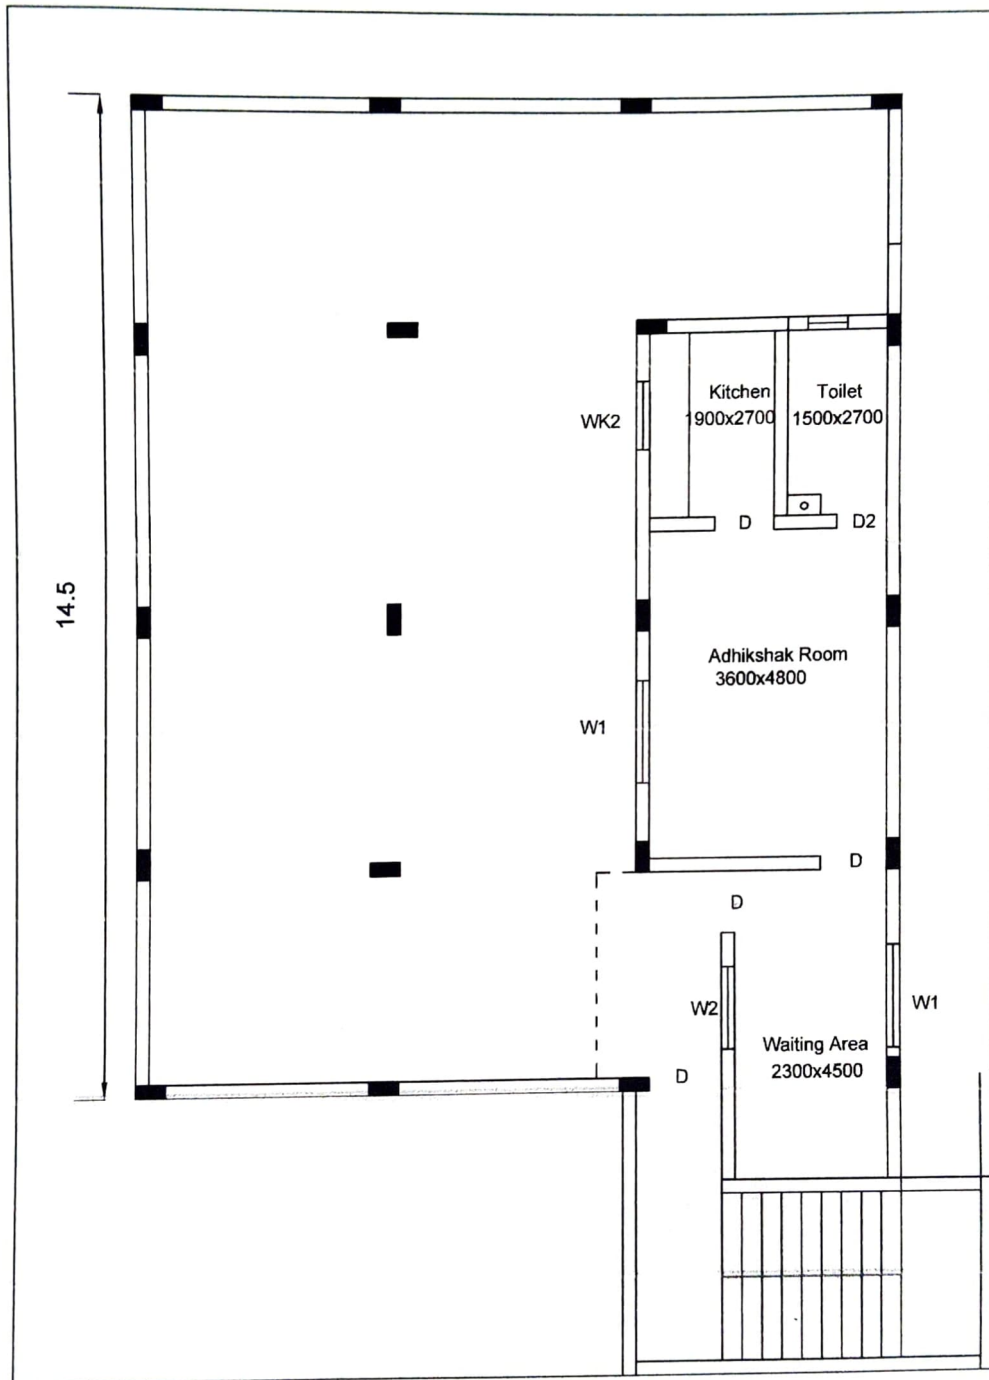 Kitchen
1900x2700
Toilet
1500x2700
WK2
D
D2
14.5
Adhikshak Room
3600x4800
W1
D
D
W2
W1
Waiting Area
2300x4500
D